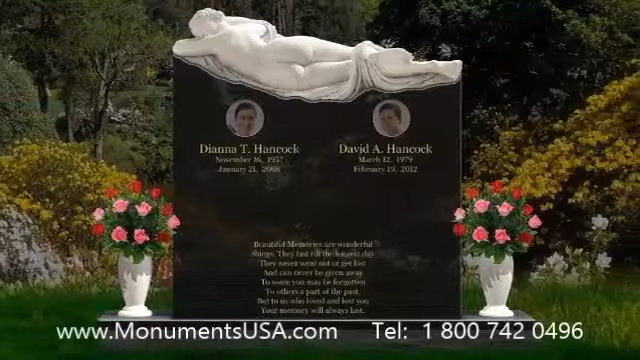 Dianna T. Hancock
November 16, 1957
January 21, 2008
David A. Hancock
March 12, 1979
February 19, 2012
Beautiful Memories are wonderful
things. They last till the longest day
They never wear out or get lost
And can never be given away
To some you may be forgotten
To others a part of the past.
But to us who loved and lost you
Your memory will always last.
www.MonumentsUSA.com Tel: 1 800 742 0496